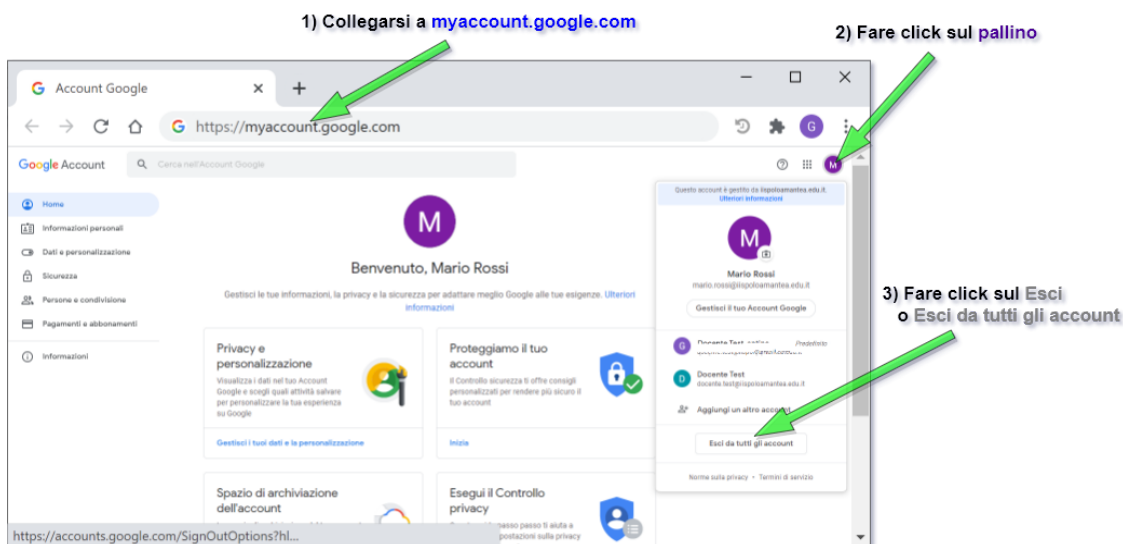 1) Collegarsi a myaccount.google.com
2) Fare click sul pallino
Account Google
https://myaccount.google.com
G
Google Account
Cerca nell'Account Google
M
Home
Informazioni personali
Dati e personalizzazione
Sicurezza
Persone e condivisione
Pagamenti e abbonamenti
Informazioni
M
Benvenuto, Mario Rossi
Gestisci le tue informazioni, la privacy e la sicurezza per adattare meglio Google alle tue esigenze. Ulteriori
informazioni
Privacy e
personalizzazione
Visualizza i dati nel tuo Account
Google e scegli quali attività salvare
per personalizzare la tua esperienza
su Google
Gestisci i tuoi dati e la personalizzazione
Proteggiamo il tuo
account
Il Controllo sicurezza ti offre consigli
personalizzati per rendere più sicuro il
tuo account
Inizia
Spazio di archiviazione
dell'account
Esegui il Controllo
privacy
passo passo ti aiuta a
postazioni sulla privacy
Questo account è gestito da iispoloamantea.edu.it.
Ulteriori informazioni
M
Mario Rossi
mario.rossi@iispoloamantea.edu.it
Gestisci il tuo Account Google
G
Docente Test
Predefinito
D
Docente Test
docente.test@iispoloamantea.edu.it
Aggiungi un altro account
Esci da tutti gli account
Norme sulla privacy • Termini di servizio
3) Fare click sul Esci
o Esci da tutti gli account
https://accounts.google.com/SignOutOptions?hl...